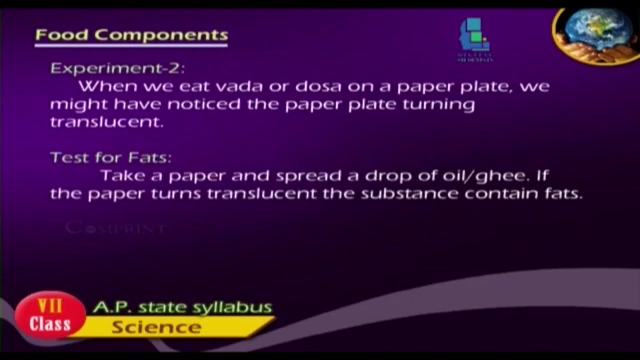 Food Components
Experiment-2:
When we eat vada or dosa on a paper plate, we
might have noticed the paper plate turning
translucent.
Test for Fats:
Take a paper and spread a drop of oil/ghee. If
the paper turns translucent the substance contain fats.
COMPRINT
VII
Class
A.P. state syllabus
Science